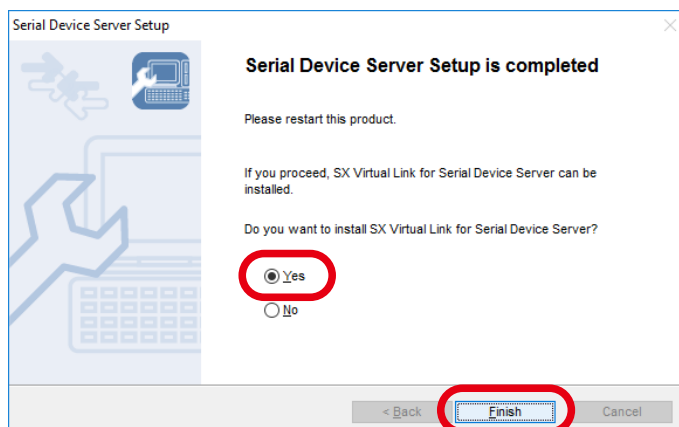 Serial Device Server Setup
Serial Device Server Setup is completed
Please restart this product.
If you proceed, SX Virtual Link for Serial Device Server can be
installed.
Do you want to install SX Virtual Link for Serial Device Server?
Yes
No
< Back
Finish
Cancel